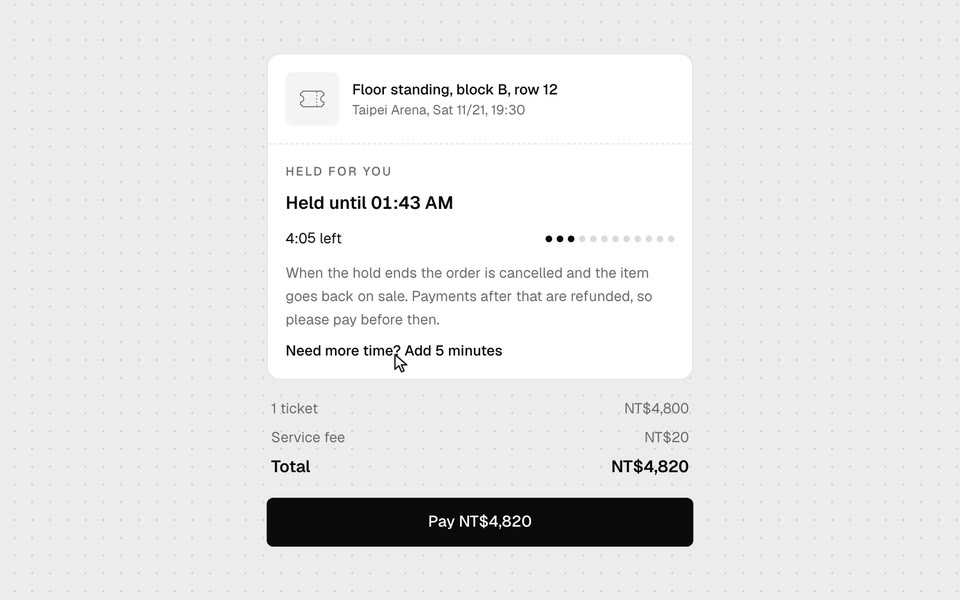 Floor standing, block B, row 12
Taipei Arena, Sat 11/21, 19:30
HELD FOR YOU
Held until 01:43 AM
4:05 left
When the hold ends the order is cancelled and the item
goes back on sale. Payments after that are refunded, so
please pay before then.
Need more time? Add 5 minutes
1 ticket NT$4,800
Service fee NT$20
Total NT$4,820
Pay NT$4,820